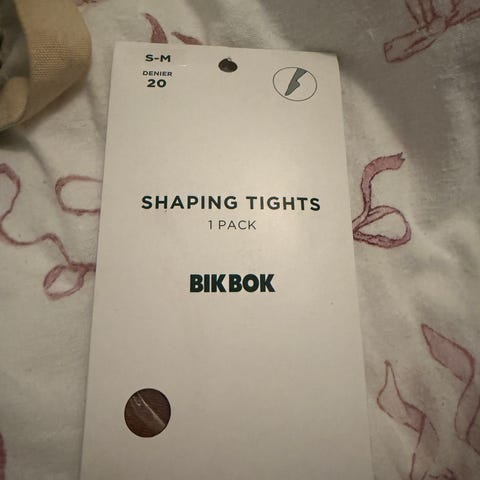 S-M
DENIER
20
SHAPING TIGHTS
1 PACK
BIKBOK